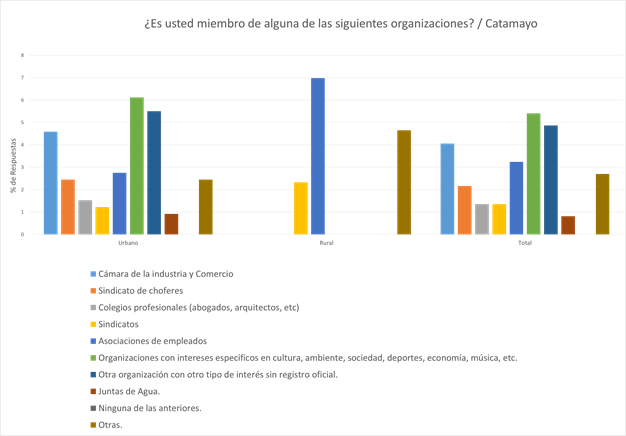 ¿Es usted miembro de alguna de las siguientes organizaciones? / Catamayo
8
7
6
5
4
3
2
1
0
% de Respuestas
Urbano Rural Total
Cámara de la industria y Comercio
Sindicato de choferes
Colegios profesionales (abogados, arquitectos, etc)
Sindicatos
Asociaciones de empleados
Organizaciones con intereses específicos en cultura, ambiente, sociedad, deportes, economía, música, etc.
Otra organización con otro tipo de interés sin registro oficial.
Juntas de Agua.
Ninguna de las anteriores.
Otras.